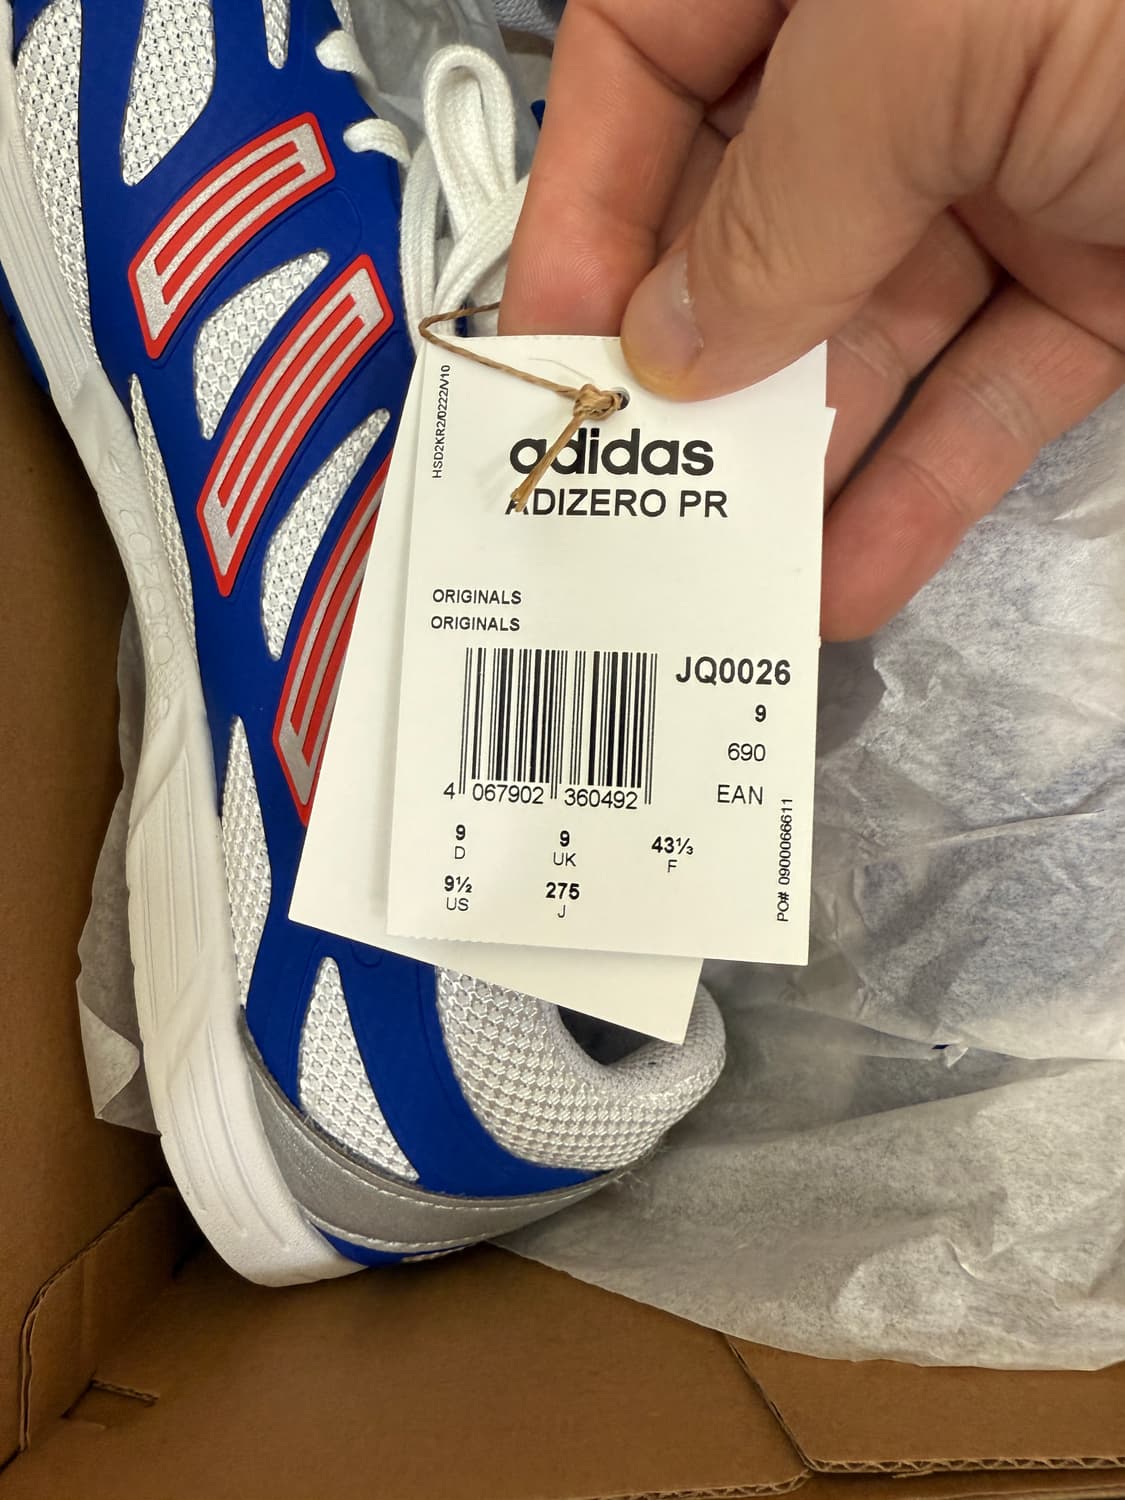 HSD2KR2/0222/V10
adidas
ADIZERO PR
ORIGINALS
ORIGINALS
JQ0026
9
690
EAN
4 067902 360492
9 9 43⅓
D UK F
9½ 275
US J
PO# 0900066611
adizero